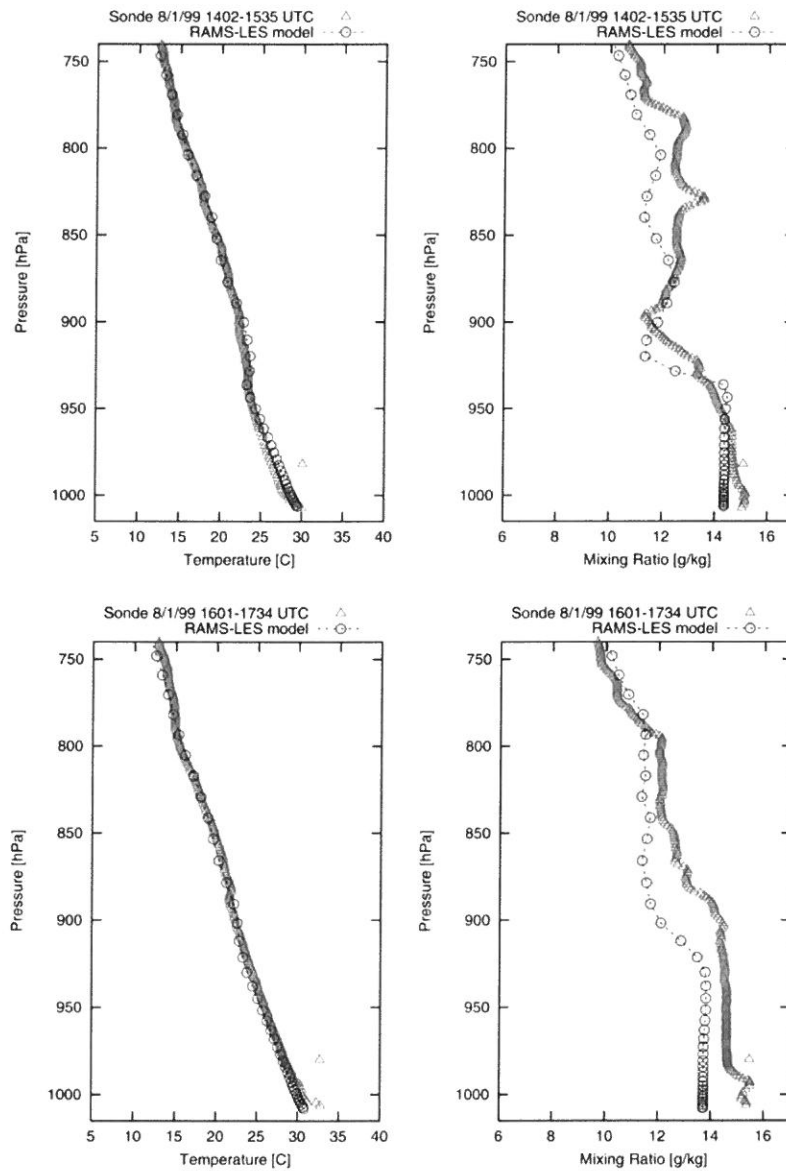 Sonde 8/1/99 1402-1535 UTC
RAMS-LES model
750
800
850
900
950
1000
Pressure [hPa]
5 10 15 20 25 30 35 40
Temperature [C]
Sonde 8/1/99 1402-1535 UTC
RAMS-LES model
750
800
850
900
950
1000
Pressure [hPa]
6 8 10 12 14 16
Mixing Ratio [g/kg]
Sonde 8/1/99 1601-1734 UTC
RAMS-LES model
750
800
850
900
950
1000
Pressure [hPa]
5 10 15 20 25 30 35 40
Temperature [C]
Sonde 8/1/99 1601-1734 UTC
RAMS-LES model
750
800
850
900
950
1000
Pressure [hPa]
6 8 10 12 14 16
Mixing Ratio [g/kg]